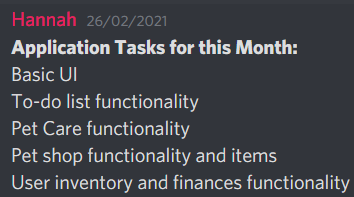 Hannah 26/02/2021
Application Tasks for this Month:
Basic UI
To-do list functionality
Pet Care functionality
Pet shop functionality and items
User inventory and finances functionality